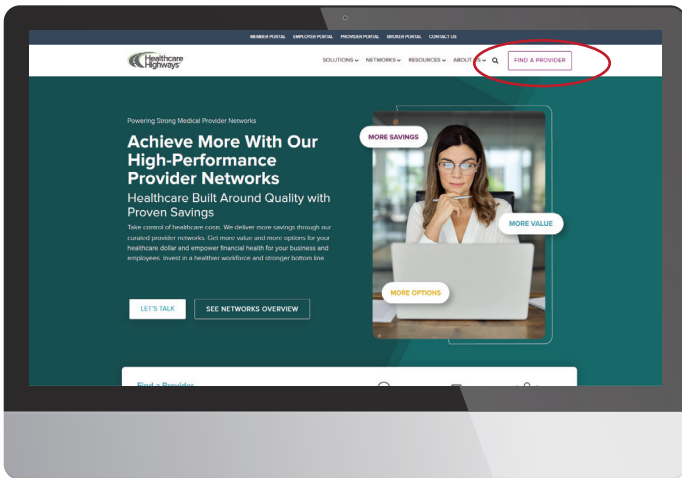 MEMBER PORTAL EMPLOYER PORTAL PROVIDER PORTAL BROKER PORTAL CONTACT US
Healthcare
Highways
SOLUTIONS NETWORKS RESOURCES ABOUT US FIND A PROVIDER
Powering Strong Medical Provider Networks
Achieve More With Our
High-Performance
Provider Networks
Healthcare Built Around Quality with
Proven Savings
Take control of healthcare costs. We deliver more savings through our
curated provider networks. Get more value and more options for your
healthcare dollar and empower financial health for your business and
employees. Invest in a healthier workforce and stronger bottom line
LET'S TALK SEE NETWORKS OVERVIEW
MORE SAVINGS
MORE VALUE
MORE OPTIONS
Find a Provider